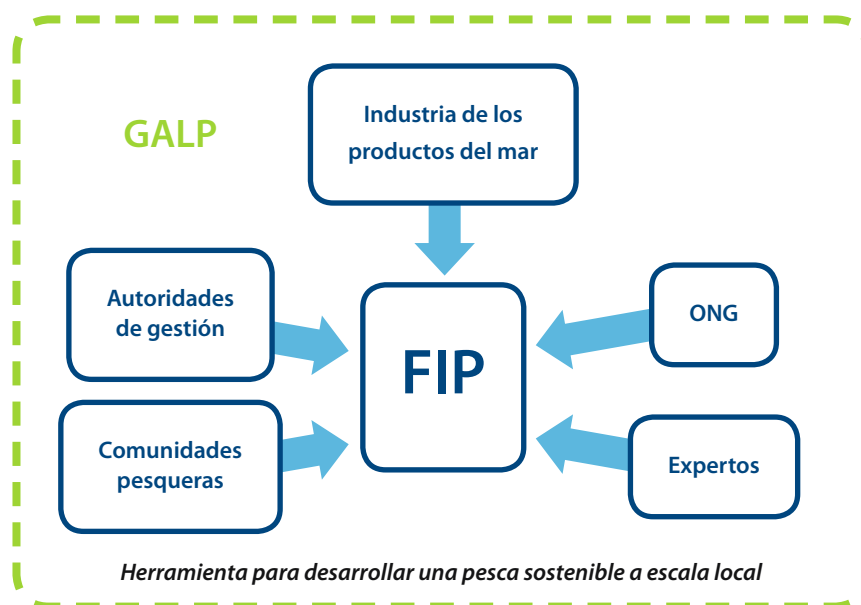 GALP
Industria de los
productos del mar
Autoridades
de gestión
FIP
ONG
Comunidades
pesqueras
Expertos
Herramienta para desarrollar una pesca sostenible a escala local